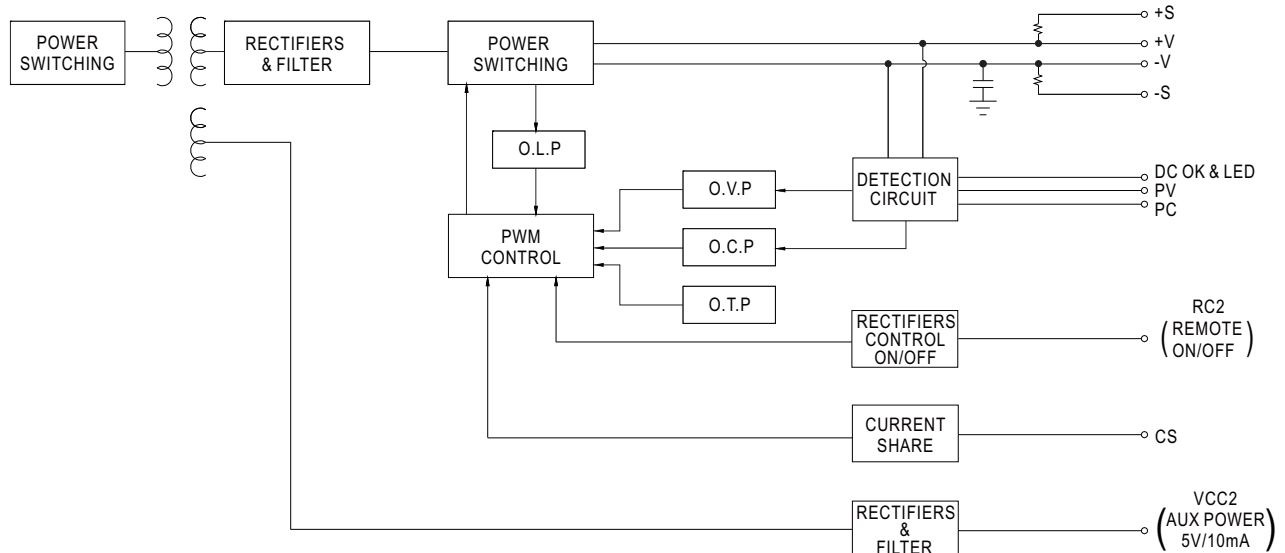 POWER
SWITCHING
RECTIFIERS
& FILTER
POWER
SWITCHING
+S
+V
-V
-S
O.L.P
O.V.P
DETECTION
CIRCUIT
DC OK & LED
PV
PC
PWM
CONTROL
O.C.P
O.T.P
RECTIFIERS
CONTROL
ON/OFF
RC2
(REMOTE
ON/OFF)
CURRENT
SHARE
CS
RECTIFIERS
&
FILTER
VCC2
(AUX POWER
5V/10mA)